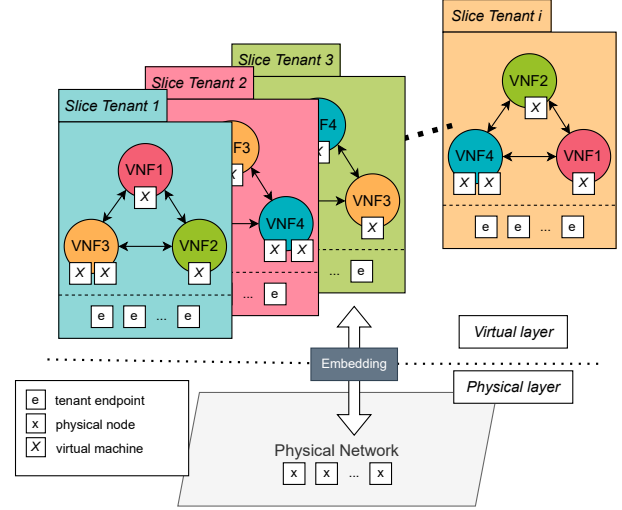 Slice Tenant i
VNF2
X
VNF4
X X
VNF1
X
e e ... e
Slice Tenant 3
F4
X
VNF3
X
... e
Slice Tenant 2
VNF3
X
VNF4
X X
... e
Slice Tenant 1
VNF1
X
VNF3
X X
VNF2
X
e e ... e
Virtual layer
Embedding
Physical layer
e tenant endpoint
x physical node
X virtual machine
Physical Network
x x ... x